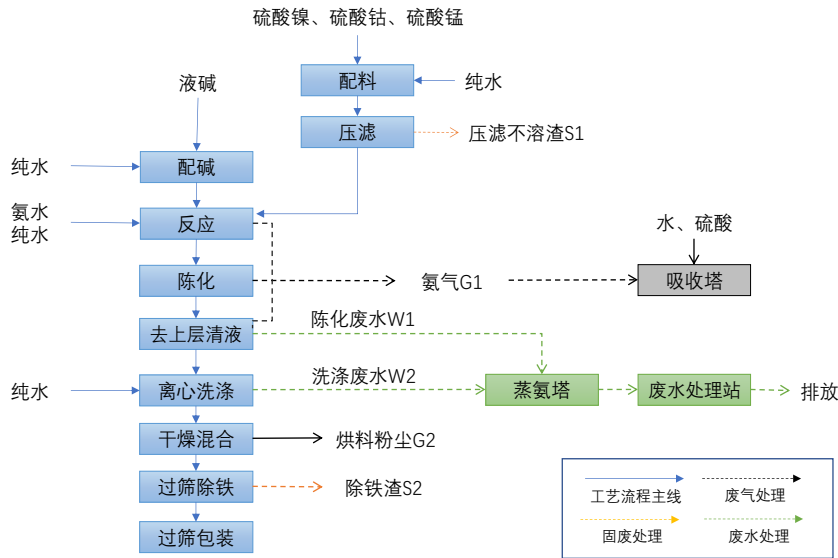 硫酸镍、硫酸钴、硫酸锰
配料
纯水
液碱
压滤
压滤不溶渣S1
纯水
配碱
氨水
纯水
反应
水、硫酸
陈化
氨气G1
吸收塔
陈化废水W1
去上层清液
洗涤废水W2
纯水
离心洗涤
蒸氨塔
废水处理站
排放
干燥混合
烘料粉尘G2
过筛除铁
除铁渣S2
过筛包装
工艺流程主线
废气处理
固废处理
废水处理